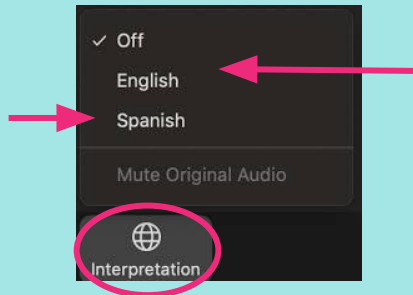 Off
English
Spanish
Mute Original Audio
Interpretation